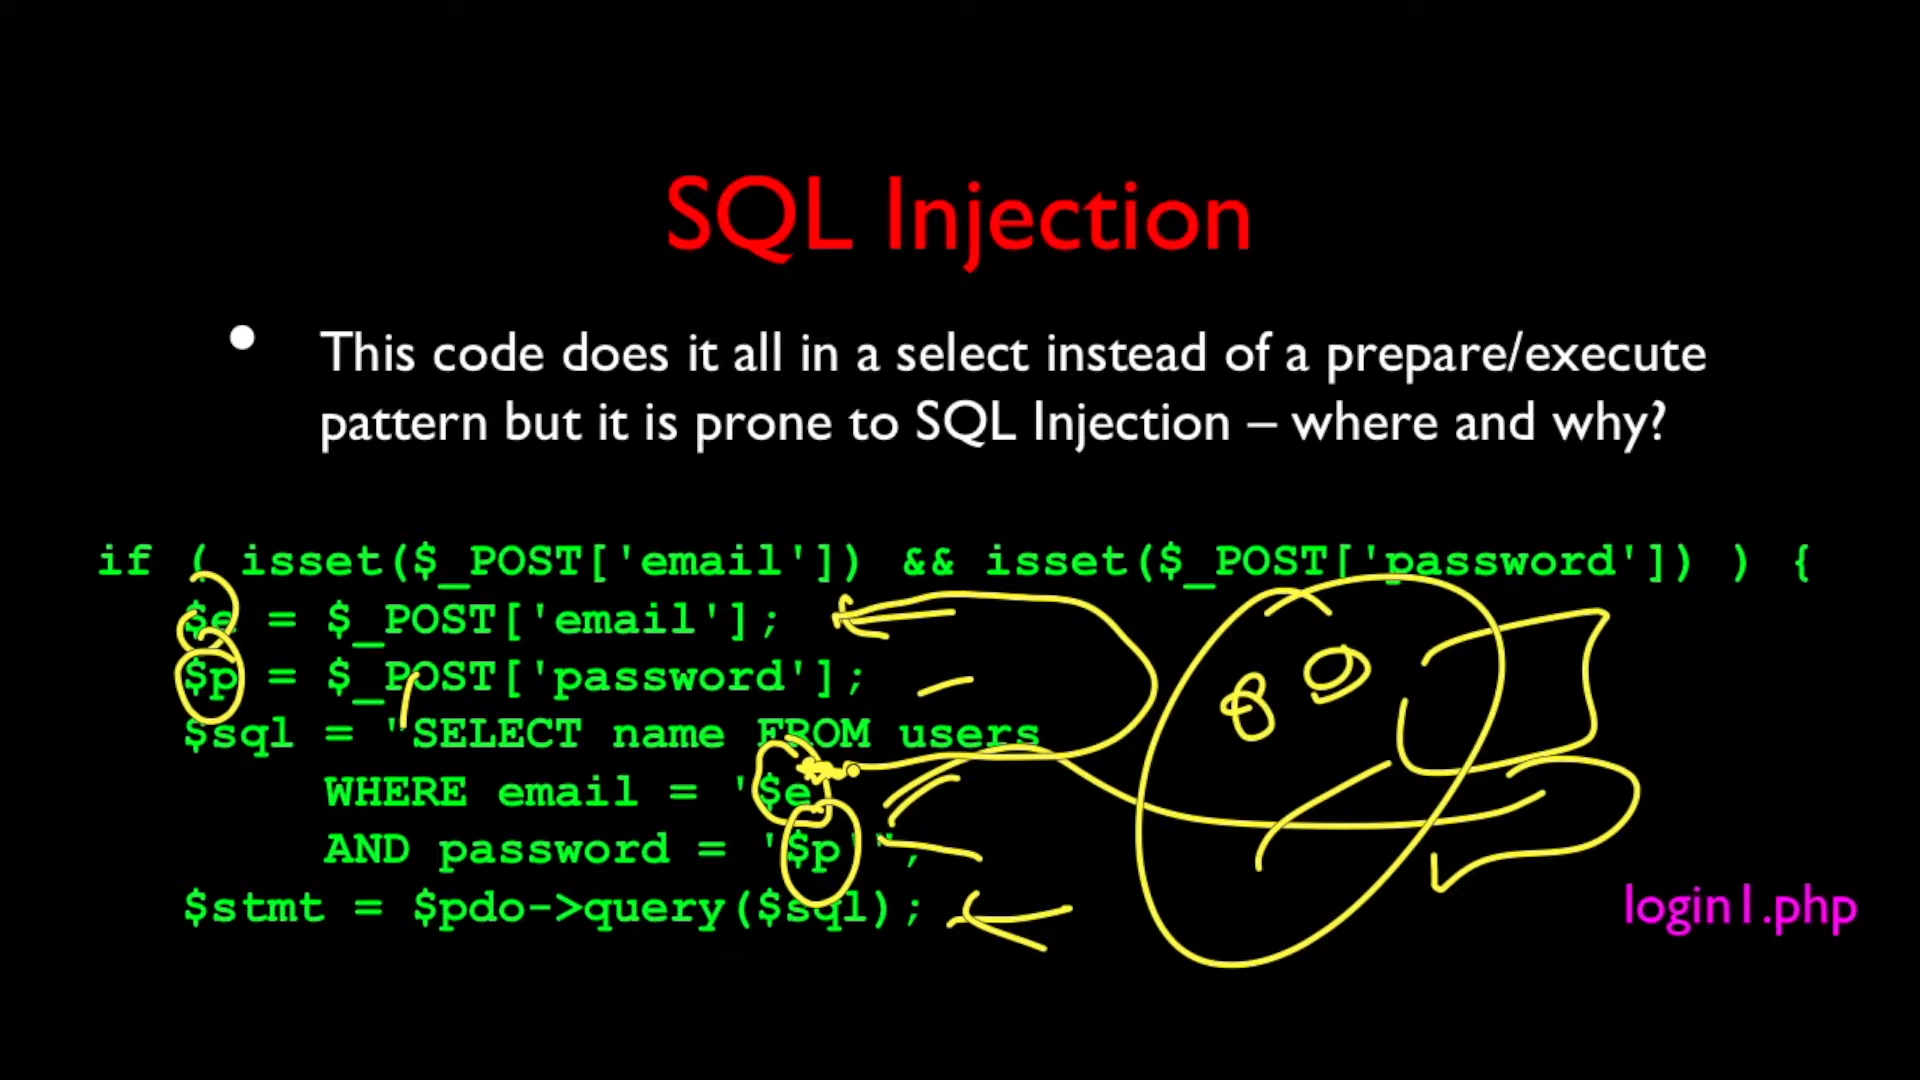 SQL Injection
• This code does it all in a select instead of a prepare/execute
pattern but it is prone to SQL Injection – where and why?
if ( isset($_POST['email']) && isset($_POST['password']) ) {
$e = $_POST['email'];
$p = $_POST['password'];
$sql = "SELECT name FROM users
WHERE email = '$e'
AND password = '$p'";
$stmt = $pdo->query($sql);
login1.php